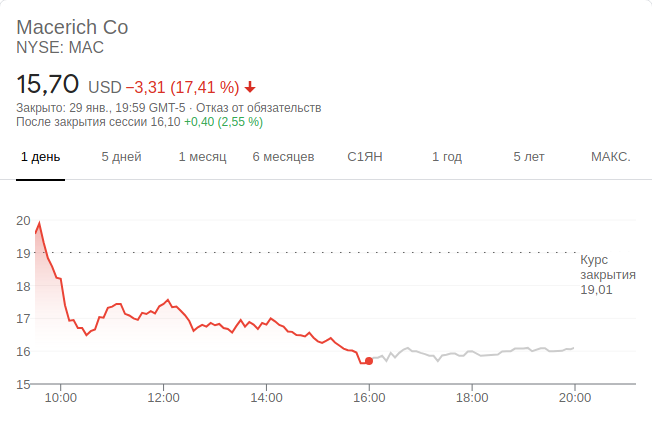 Macerich Co
NYSE: MAC
15,70 USD −3,31 (17,41 %)
Закрыто: 29 янв., 19:59 GMT-5 · Отказ от обязательств
После закрытия сессии 16,10 +0,40 (2,55 %)
1 день 5 дней 1 месяц 6 месяцев С1ЯН 1 год 5 лет МАКС.
20
19
Курс
закрытия
19,01
18
17
16
15
10:00 12:00 14:00 16:00 18:00 20:00